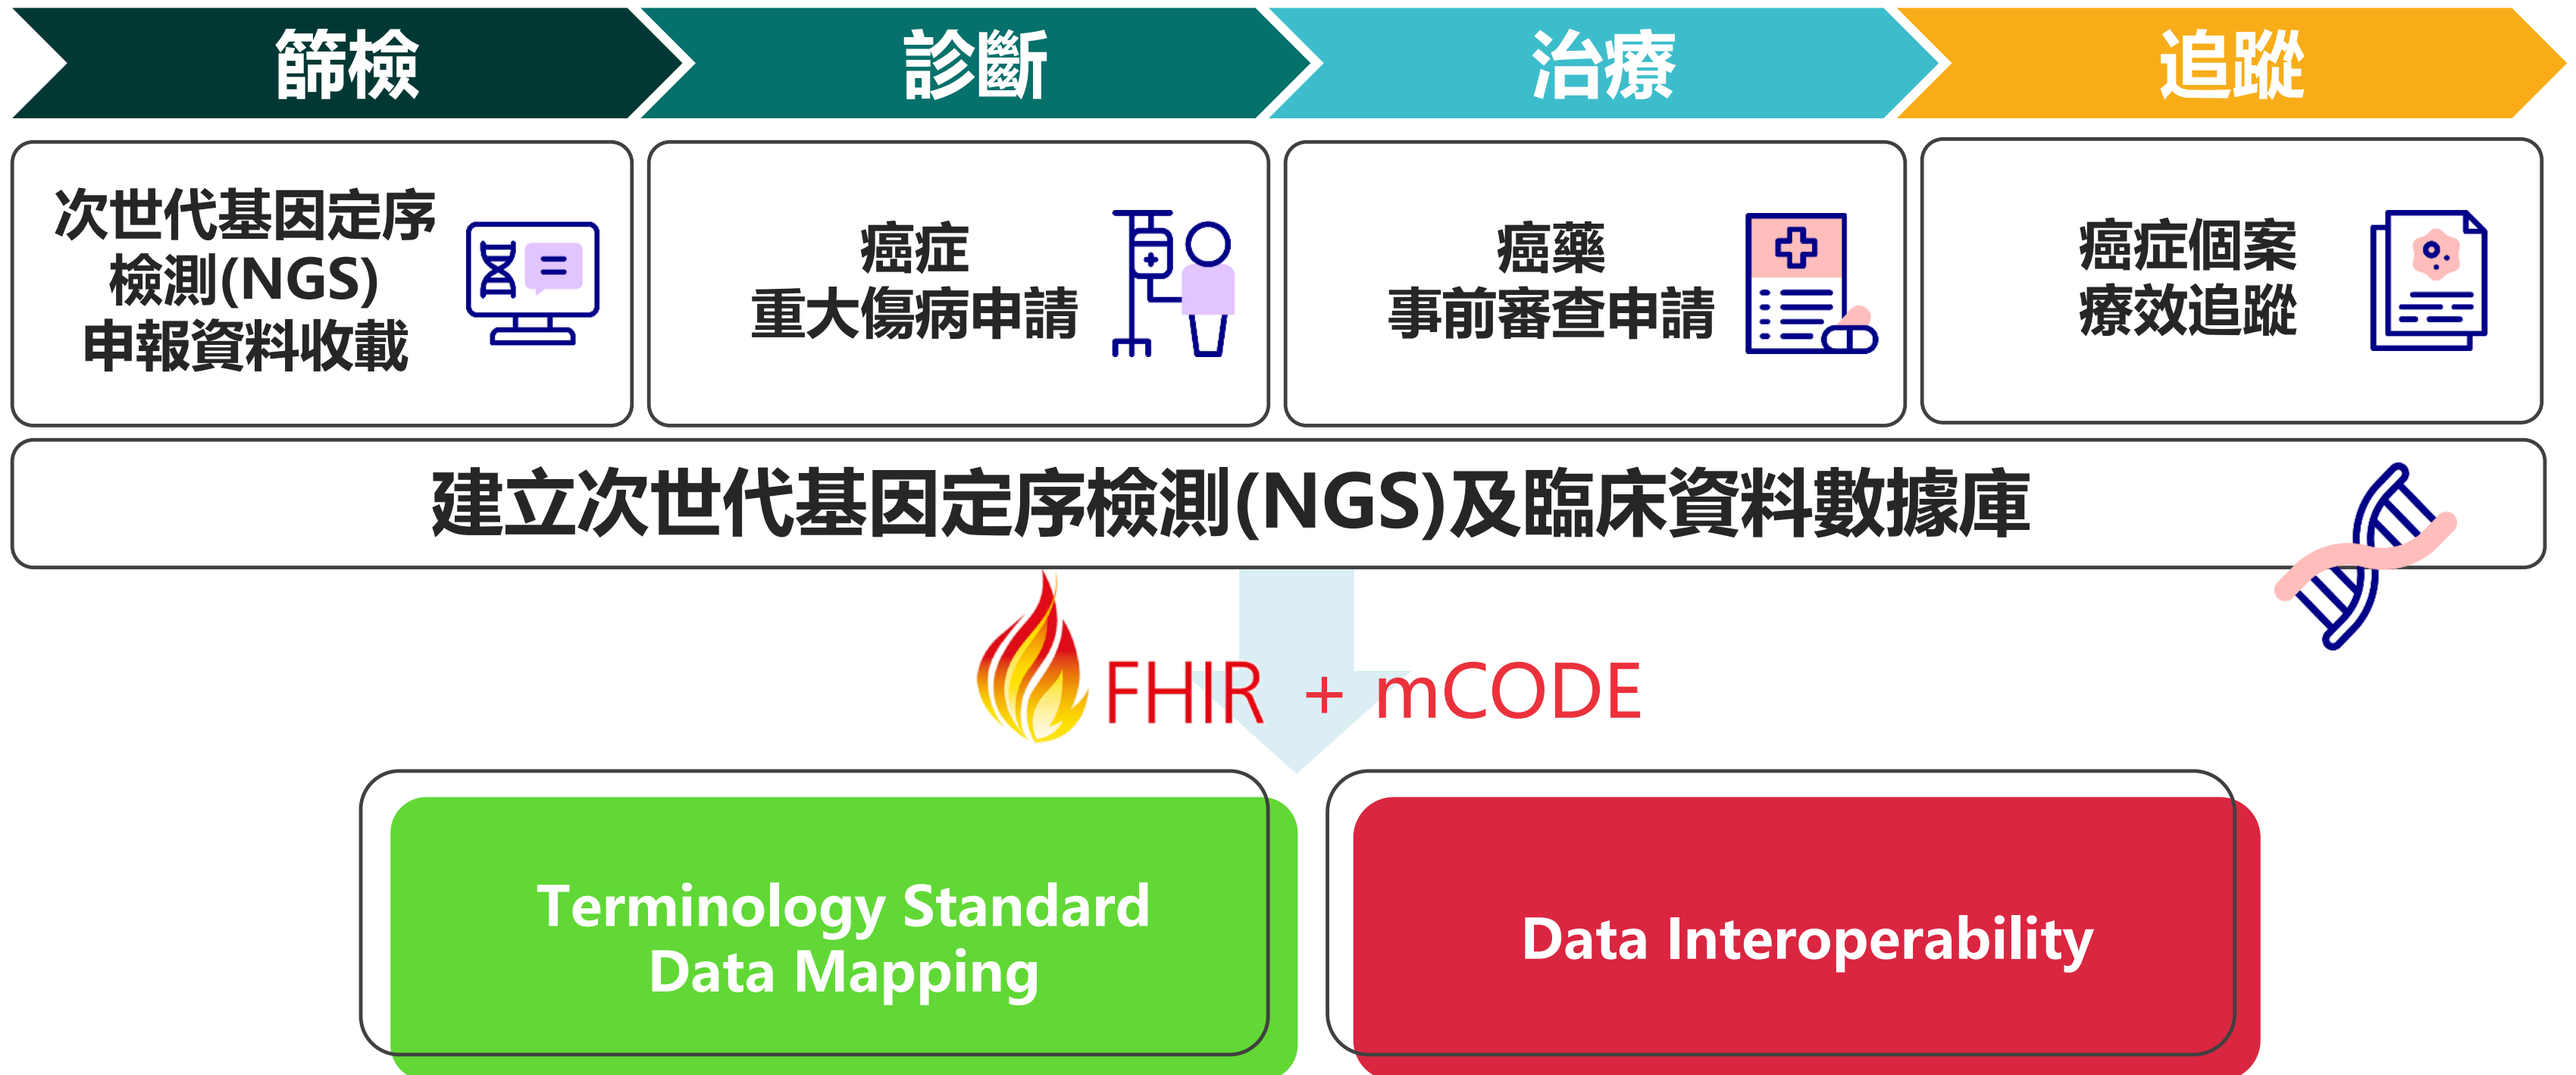 篩檢
診斷
治療
追蹤
次世代基因定序
檢測(NGS)
申報資料收載
癌症
重大傷病申請
癌藥
事前審查申請
癌症個案
療效追蹤
建立次世代基因定序檢測(NGS)及臨床資料數據庫
FHIR + mCODE
Terminology Standard
Data Mapping
Data Interoperability